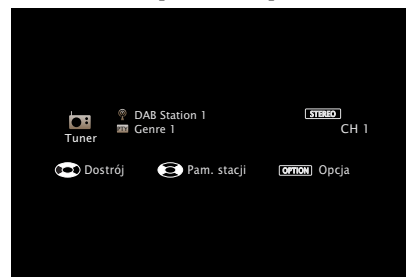 DAB Station 1
STEREO
Genre 1
CH 1
Tuner
Dostrój
Pam. stacji
OPTION Opcja